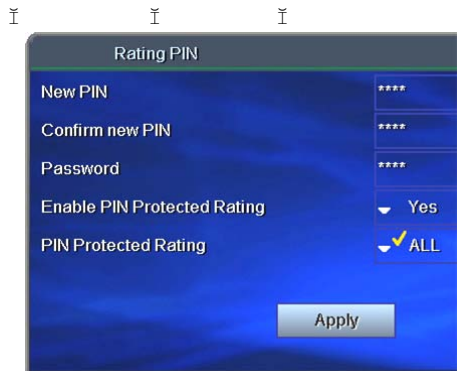 Ϊ Ϊ Ϊ
Rating PIN
New PIN ****
Confirm new PIN ****
Password ****
Enable PIN Protected Rating Yes
PIN Protected Rating ALL
Apply